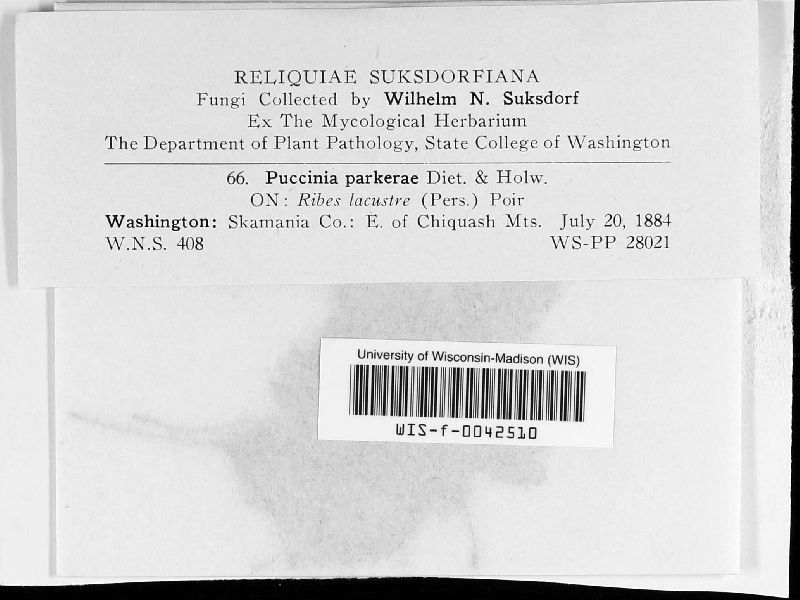 RELIQUIAE SUKSDORFIANA
Fungi Collected by Wilhelm N. Suksdorf
Ex The Mycological Herbarium
The Department of Plant Pathology, State College of Washington
66. Puccinia parkerae Diet. & Holw.
ON: Ribes lacustre (Pers.) Poir
Washington: Skamania Co.: E. of Chiquash Mts. July 20, 1884
W.N.S. 408 WS-PP 28021
University of Wisconsin-Madison (WIS)
WIS-f-0042510